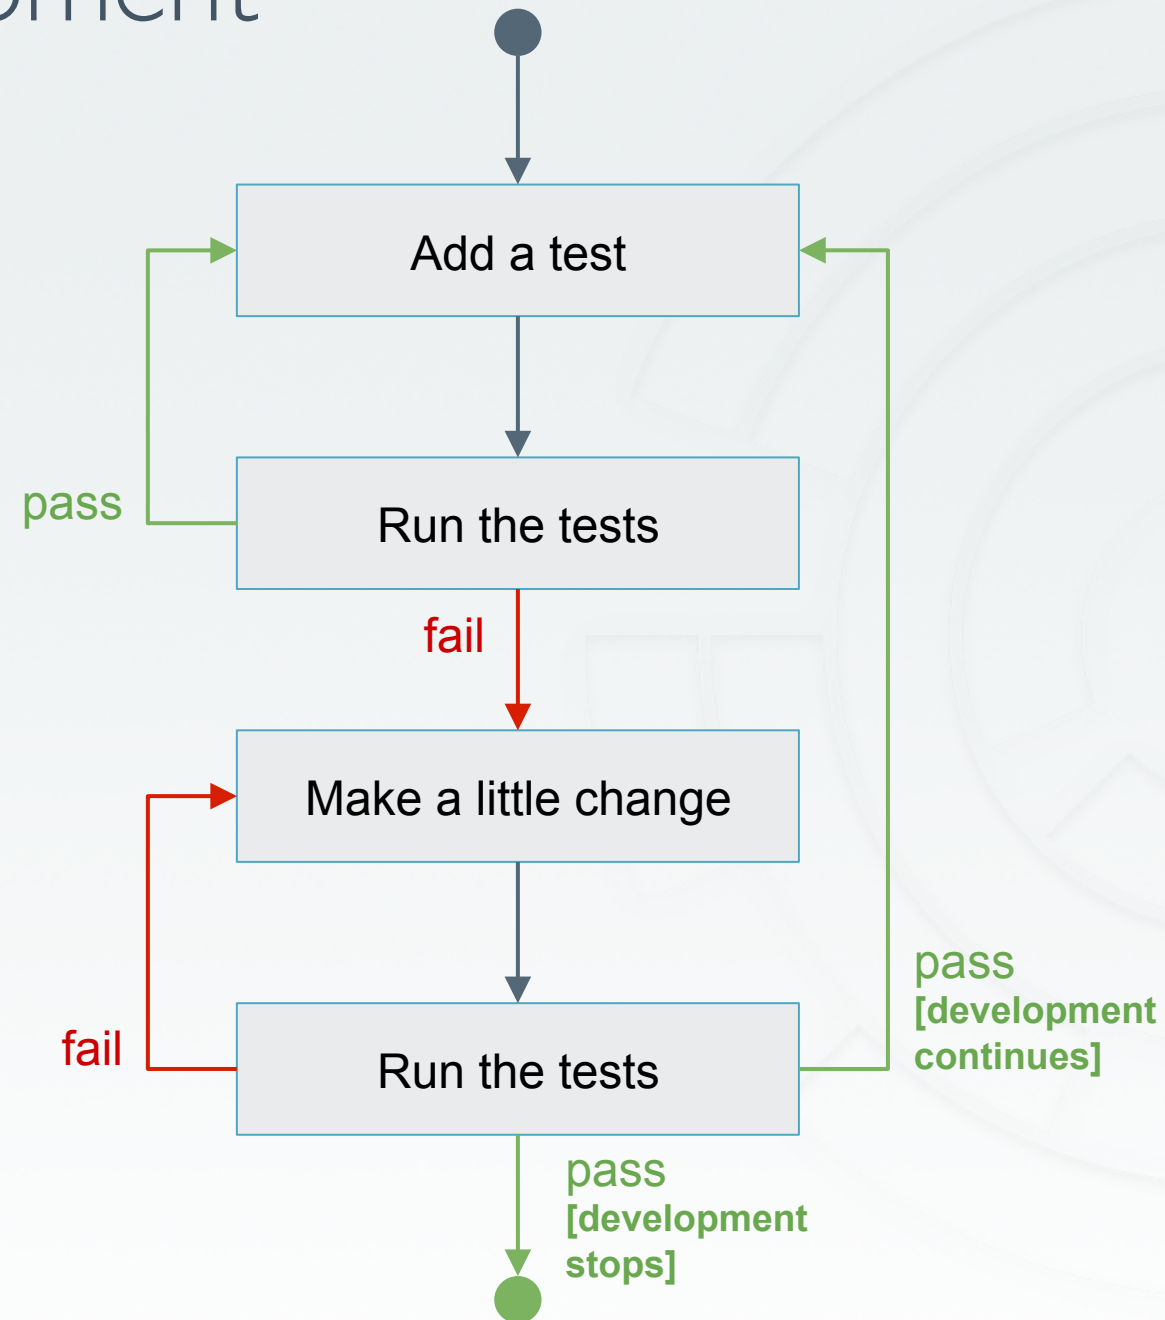 Add a test
pass
Run the tests
fail
Make a little change
fail
Run the tests
pass
[development
continues]
pass
[development
stops]